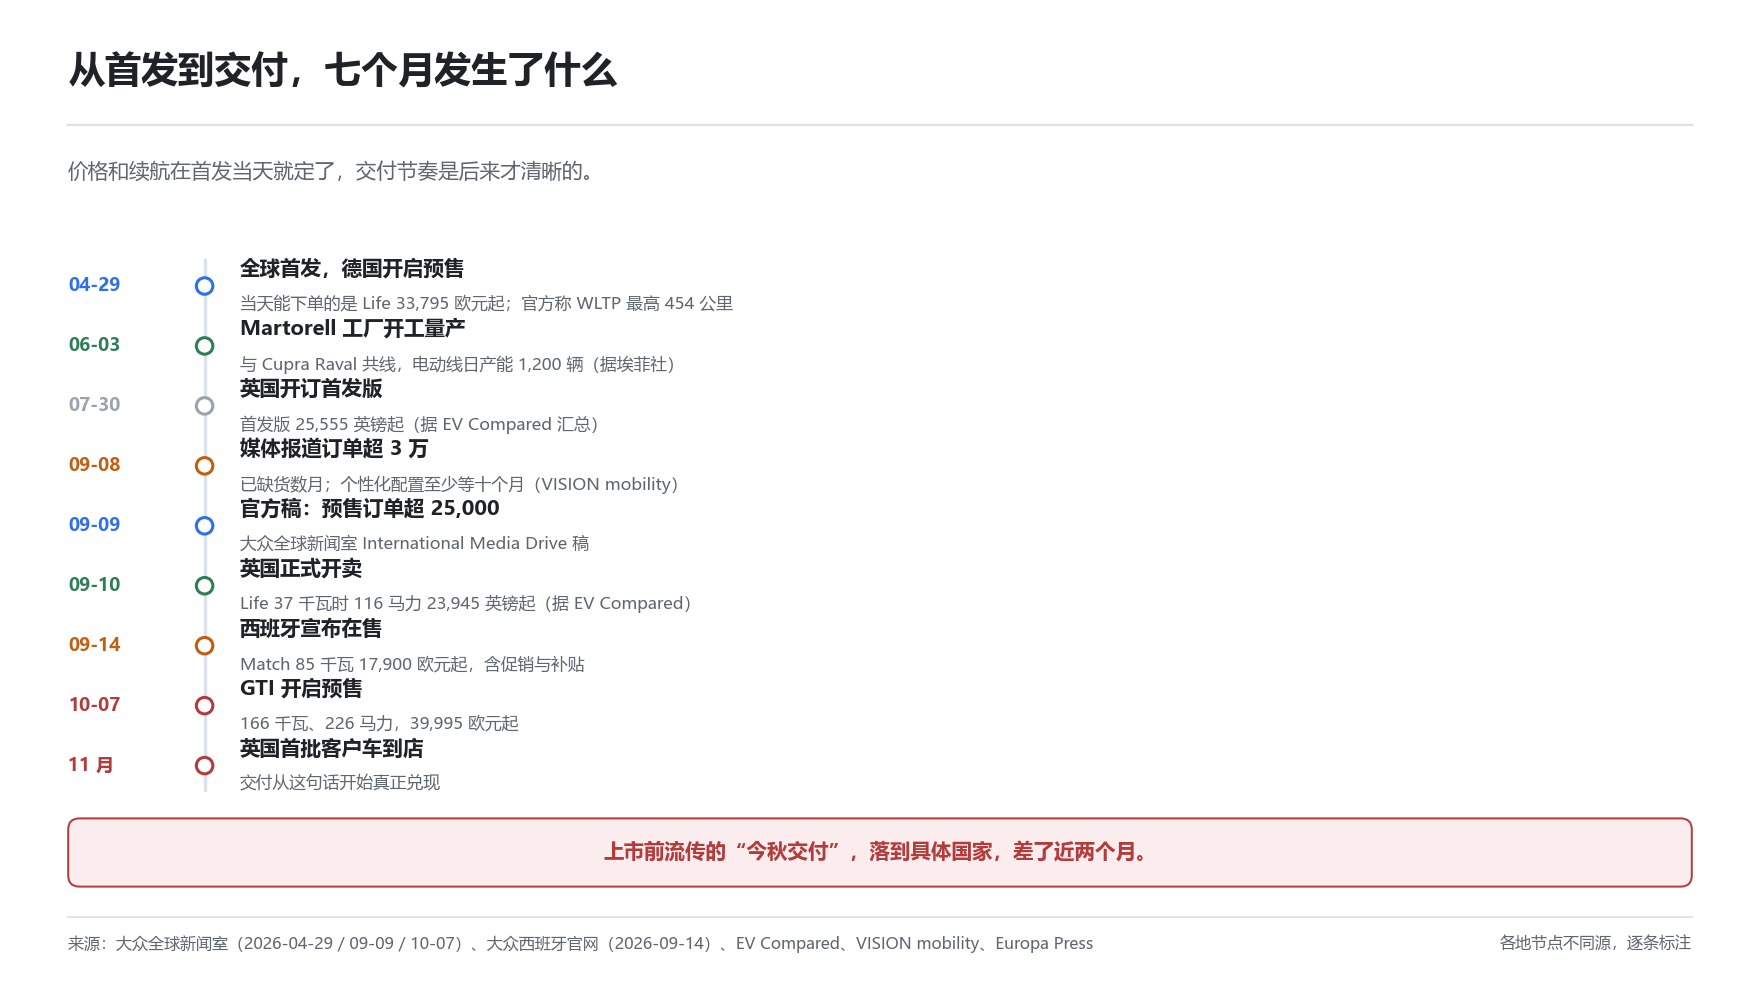 从首发到交付，七个月发生了什么
价格和续航在首发当天就定了，交付节奏是后来才清晰的。
04-29
全球首发，德国开启预售
当天能下单的是 Life 33,795 欧元起；官方称 WLTP 最高 454 公里
06-03
Martorell 工厂开工量产
与 Cupra Raval 共线，电动线日产能 1,200 辆（据埃菲社）
07-30
英国开订首发版
首发版 25,555 英镑起（据 EV Compared 汇总）
09-08
媒体报道订单超 3 万
已缺货数月；个性化配置至少等十个月（VISION mobility）
09-09
官方稿：预售订单超 25,000
大众全球新闻室 International Media Drive 稿
09-10
英国正式开卖
Life 37 千瓦时 116 马力 23,945 英镑起（据 EV Compared）
09-14
西班牙宣布在售
Match 85 千瓦 17,900 欧元起，含促销与补贴
10-07
GTI 开启预售
166 千瓦、226 马力，39,995 欧元起
11 月
英国首批客户车到店
交付从这句话开始真正兑现
上市前流传的“今秋交付”，落到具体国家，差了近两个月。
来源：大众全球新闻室（2026-04-29 / 09-09 / 10-07）、大众西班牙官网（2026-09-14）、EV Compared、VISION mobility、Europa Press
各地节点不同源，逐条标注